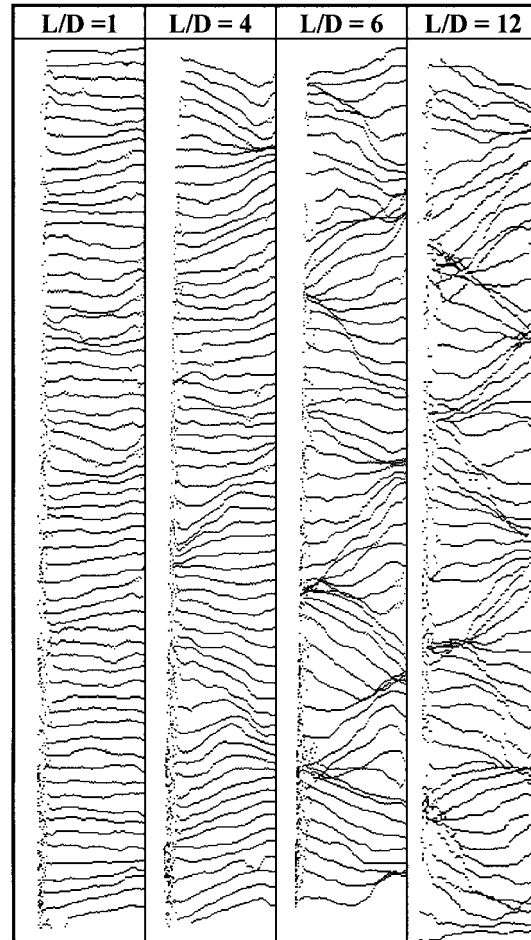 L/D =1 L/D = 4 L/D = 6 L/D = 12